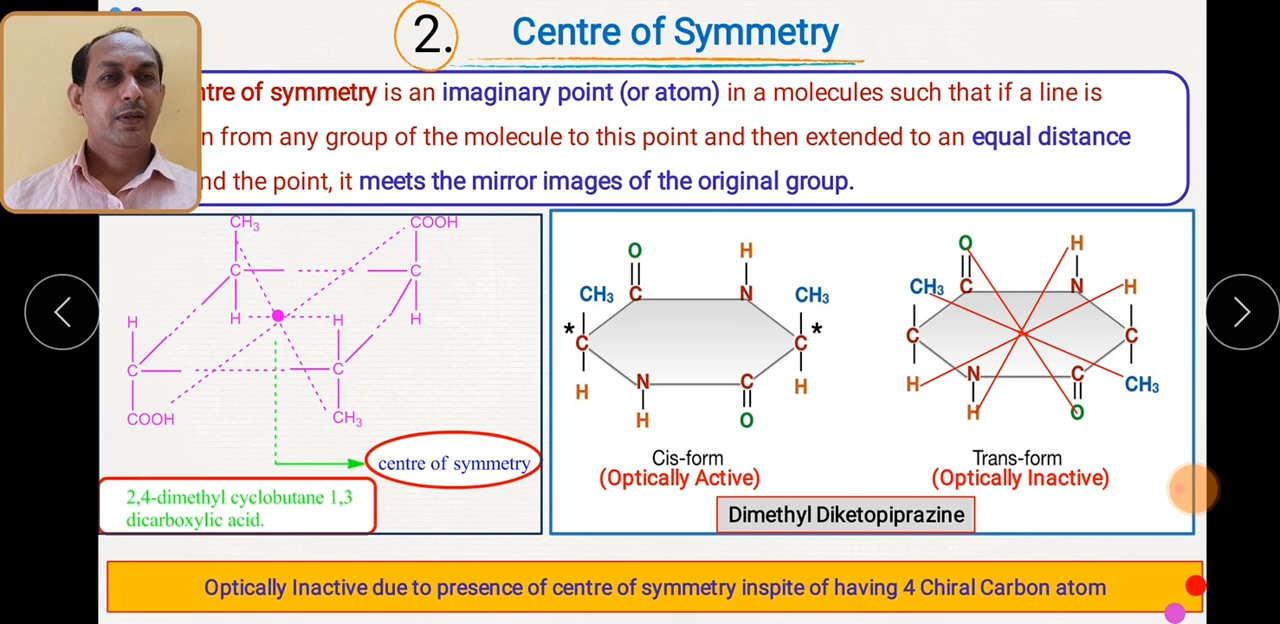 2. Centre of Symmetry
ntre of symmetry is an imaginary point (or atom) in a molecules such that if a line is
n from any group of the molecule to this point and then extended to an equal distance
nd the point, it meets the mirror images of the original group.
CH3 COOH
C C
H H H H
C C
COOH CH3
centre of symmetry
2,4-dimethyl cyclobutane 1,3
dicarboxylic acid.
O H
CH3 C N CH3
* C C *
H N C H
H O
Cis-form
(Optically Active)
O H
CH3 C N H
C C
H N C CH3
H O
Trans-form
(Optically Inactive)
Dimethyl Diketopiprazine
Optically Inactive due to presence of centre of symmetry inspite of having 4 Chiral Carbon atom